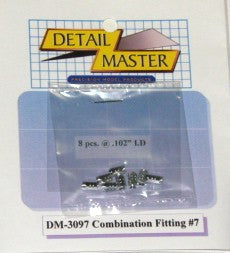 DETAIL
MASTER
PRECISION MODEL PRODUCTS
8 pcs. @ .102" I.D
DM-3097 Combination Fitting #7